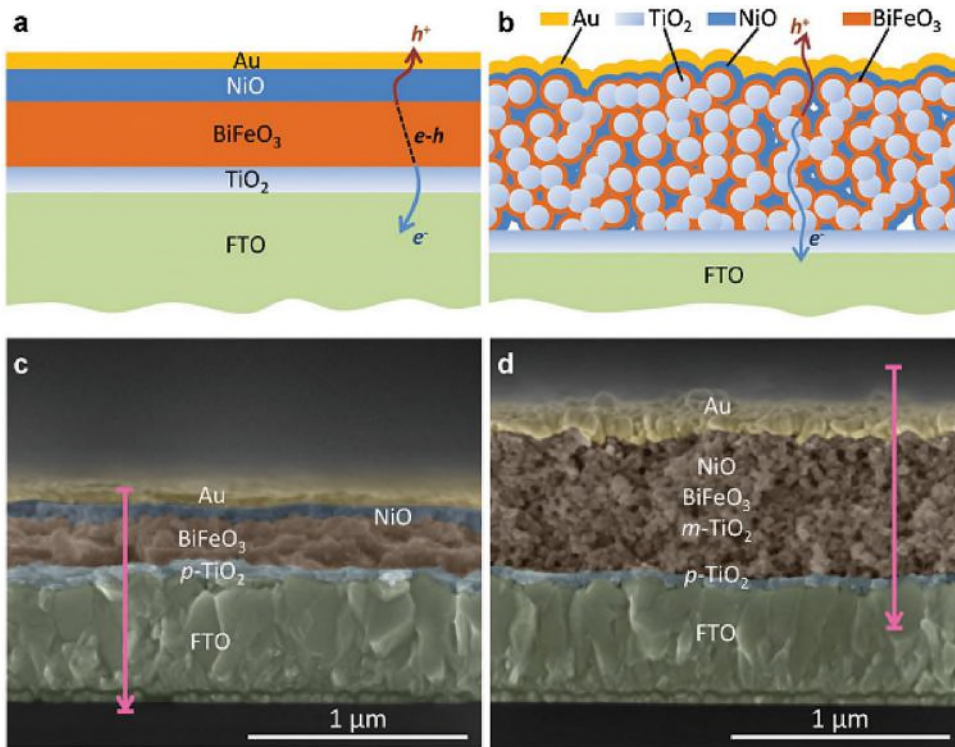 a
h⁺
Au
NiO
BiFeO₃
e-h
TiO₂
e⁻
FTO
b
Au
TiO₂
NiO
h⁺
BiFeO₃
e⁻
FTO
c
Au
NiO
BiFeO₃
p-TiO₂
FTO
1 µm
d
Au
NiO
BiFeO₃
m-TiO₂
p-TiO₂
FTO
1 µm